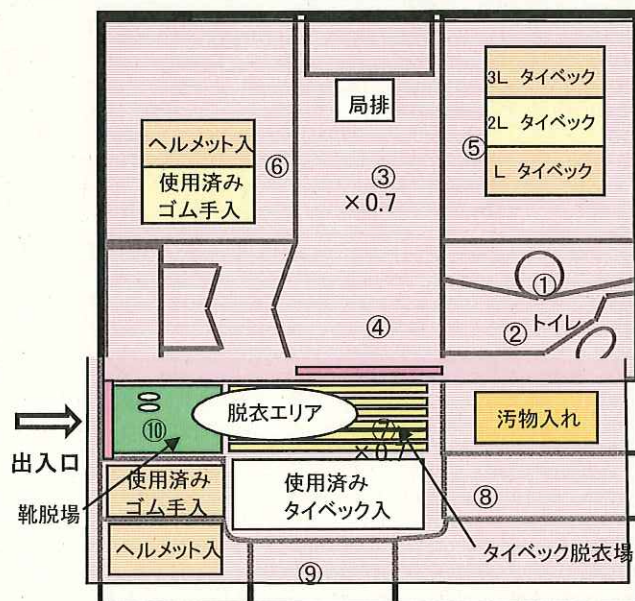 局排
3L タイベック
2L タイベック
L タイベック
⑤
ヘルメット入
使用済み
ゴム手入
⑥
③
×0.7
①
④
②
トイレ
脱衣エリア
⑩
⑦
×0.7
汚物入れ
出入口
靴脱場
使用済み
ゴム手入
使用済み
タイベック入
⑧
ヘルメット入
タイベック脱衣場
⑨